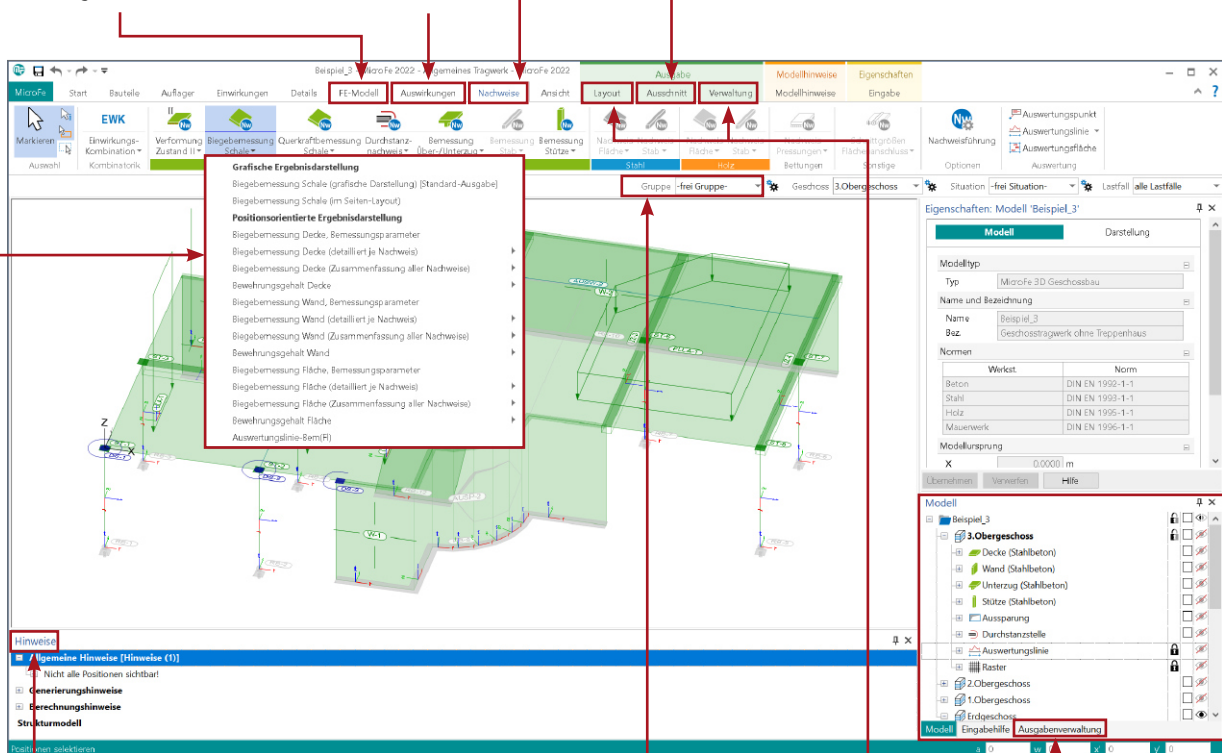 Beispiel_3 - MicroFe 2022 - Allgemeines Tragwerk - MicroFe 2022
Ausgabe
Modellhinweise
Eigenschaften
MicroFe
Start
Bauteile
Auflager
Einwirkungen
Details
FE-Modell
Auswirkungen
Nachweise
Ansicht
Layout
Ausschnitt
Verwaltung
Modellhinweise
Eingabe
Markieren
EWK
Einwirkungs-
Kombination
Verformung
Zustand II
Biegebemessung
Schale
Querkraftbemessung
Schale
Durchstanz-
nachweis
Bemessung
Über-/Unterzug
Bemessung
Stab
Bemessung
Stütze
Fläche
Stab
Fläche
Stab
Pressungen
Flächenanschluss
Nachweisführung
Auswertungspunkt
Auswertungslinie
Auswertungsfläche
Auswahl
Kombinatorik
Stahl
Holz
Bettungen
Sonstige
Optionen
Auswertung
Gruppe
-frei Gruppe-
Geschoss
3.Obergeschoss
Situation
-frei Situation-
Lastfall
alle Lastfälle
Grafische Ergebnisdarstellung
Biegebemessung Schale (grafische Darstellung) [Standard-Ausgabe]
Biegebemessung Schale (im Seiten-Layout)
Positionsorientierte Ergebnisdarstellung
Biegebemessung Decke, Bemessungsparameter
Biegebemessung Decke (detailliert je Nachweis)
Biegebemessung Decke (Zusammenfassung aller Nachweise)
Bewehrungsgehalt Decke
Biegebemessung Wand, Bemessungsparameter
Biegebemessung Wand (detailliert je Nachweis)
Biegebemessung Wand (Zusammenfassung aller Nachweise)
Bewehrungsgehalt Wand
Biegebemessung Fläche, Bemessungsparameter
Biegebemessung Fläche (detailliert je Nachweis)
Biegebemessung Fläche (Zusammenfassung aller Nachweise)
Bewehrungsgehalt Fläche
Auswertungslinie-Bem(Fl)
Z
X
W-1
Eigenschaften: Modell 'Beispiel_3'
Modell
Darstellung
Modelltyp
Typ
MicroFe 3D Geschossbau
Name und Bezeichnung
Name
Beispiel_3
Bez.
Geschosstragwerk ohne Treppenhaus
Normen
Werkst.
Norm
Beton
DIN EN 1992-1-1
Stahl
DIN EN 1993-1-1
Holz
DIN EN 1995-1-1
Mauerwerk
DIN EN 1996-1-1
Modellursprung
X
0.0000 m
Übernehmen
Verwerfen
Hilfe
Modell
Beispiel_3
3.Obergeschoss
Decke (Stahlbeton)
Wand (Stahlbeton)
Unterzug (Stahlbeton)
Stütze (Stahlbeton)
Aussparung
Durchstanzstelle
Auswertungslinie
Raster
2.Obergeschoss
1.Obergeschoss
Erdgeschoss
Modell
Eingabehilfe
Ausgabenverwaltung
Hinweise
Allgemeine Hinweise [Hinweise (1)]
Nicht alle Positionen sichtbar!
Generierungshinweise
Berechnungshinweise
Strukturmodell
Positionen selektieren
a 0
w
x' 0
y' 0